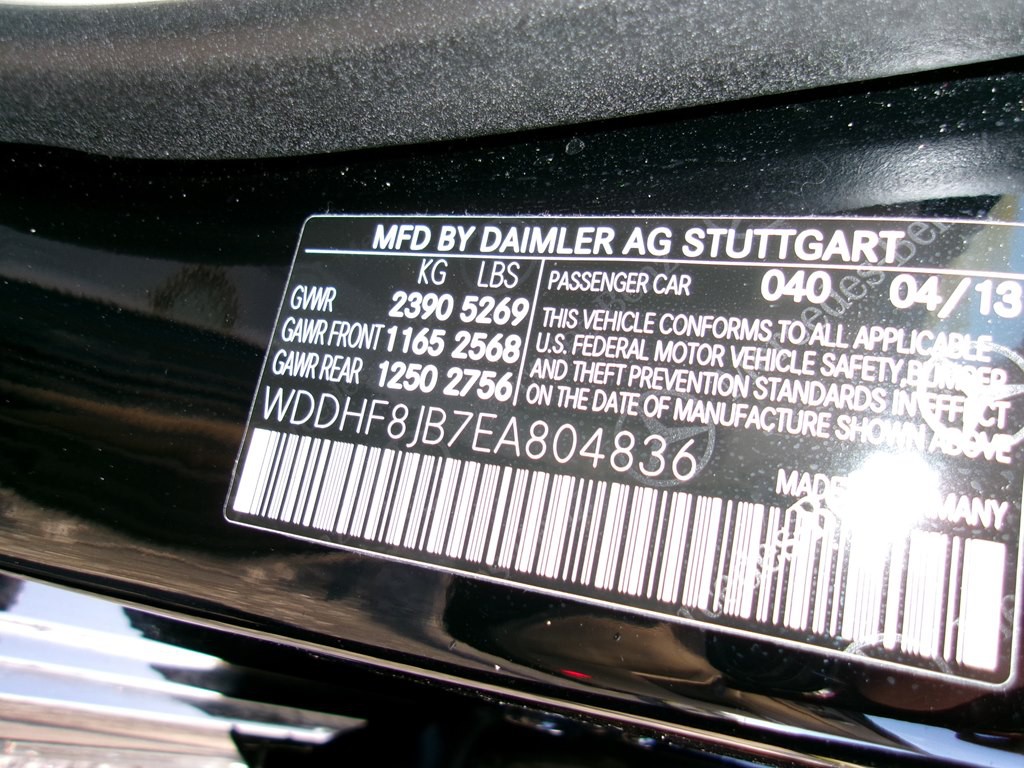 MFD BY DAIMLER AG STUTTGART
KG LBS
GVWR 2390 5269
GAWR FRONT 1165 2568
GAWR REAR 1250 2756
PASSENGER CAR 040 04/13
THIS VEHICLE CONFORMS TO ALL APPLICABLE
U.S. FEDERAL MOTOR VEHICLE SAFETY, BUMPER
AND THEFT PREVENTION STANDARDS IN EFFECT
ON THE DATE OF MANUFACTURE SHOWN ABOVE
WDDHF8JB7EA804836
MADE GERMANY